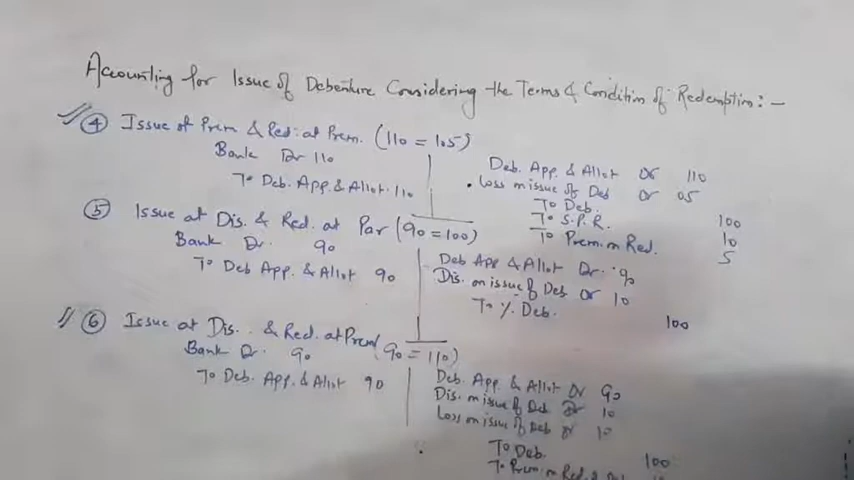 Accounting for Issue of Debenture Considering the Terms & Condition of Redemption : -
④ Issue at Prem & Red: at Prem. (110 = 105)
Bank Dr 110
To Deb. App. & Allot. 110
Deb. App. & Allot Dr 110
Loss on issue of Deb Dr 05
To Deb. 100
To S.P.R. 10
To Prem. on Red. 5
⑤ Issue at Dis. & Red. at Par (90 = 100)
Bank Dr. 90
To Deb App. & Allot 90
Deb App & Allot Dr. 90
Dis. on issue of Deb Dr 10
To % Deb. 100
⑥ Issue at Dis. & Red. at Prem (90 = 110)
Bank Dr. 90
To Deb. App. & Allot 90
Deb. App. & Allot Dr 90
Dis. on issue of Deb Dr 10
Loss on issue of Deb Dr 10
To Deb. 100
To Prem on Red.